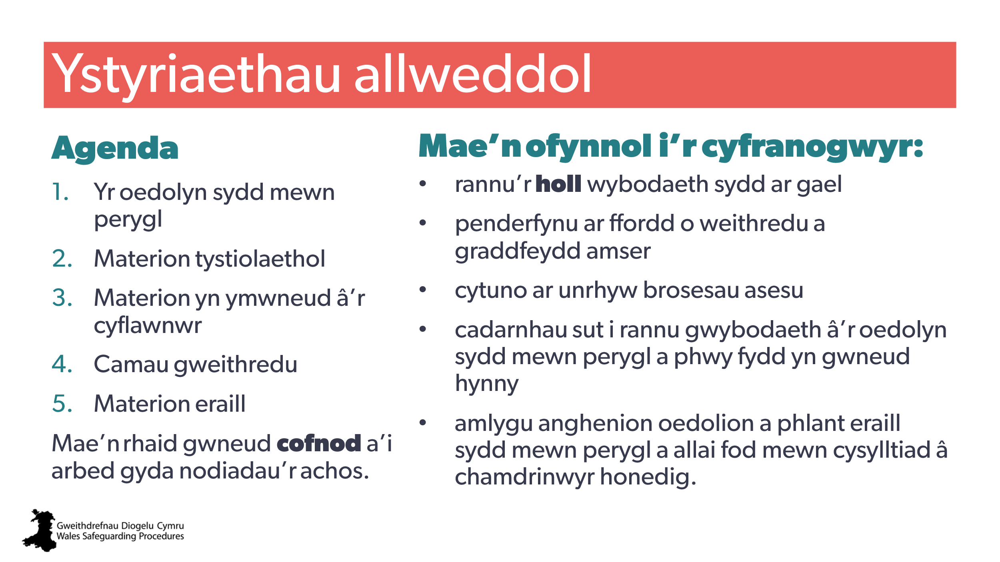 Ystyriaethau allweddol
Agenda
1. Yr oedolyn sydd mewn
perygl
2. Materion tystiolaethol
3. Materion yn ymwneud â’r
cyflawnwr
4. Camau gweithredu
5. Materion eraill
Mae’n rhaid gwneud cofnod a’i
arbed gyda nodiadau’r achos.
Mae’n ofynnol i’r cyfranogwyr:
• rannu’r holl wybodaeth sydd ar gael
• penderfynu ar ffordd o weithredu a
graddfeydd amser
• cytuno ar unrhyw brosesau asesu
• cadarnhau sut i rannu gwybodaeth â’r oedolyn
sydd mewn perygl a phwy fydd yn gwneud
hynny
• amlygu anghenion oedolion a phlant eraill
sydd mewn perygl a allai fod mewn cysylltiad â
chamdrinwyr honedig.
Gweithdrefnau Diogelu Cymru
Wales Safeguarding Procedures